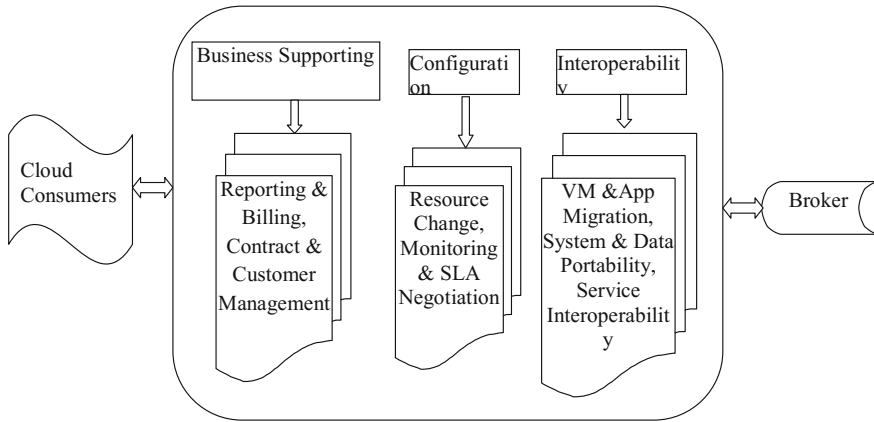 Business Supporting
Configurati
on
Interoperabilit
y
Cloud
Consumers
Reporting &
Billing,
Contract &
Customer
Management
Resource
Change,
Monitoring
& SLA
Negotiation
VM &App
Migration,
System & Data
Portability,
Service
Interoperabilit
y
Broker